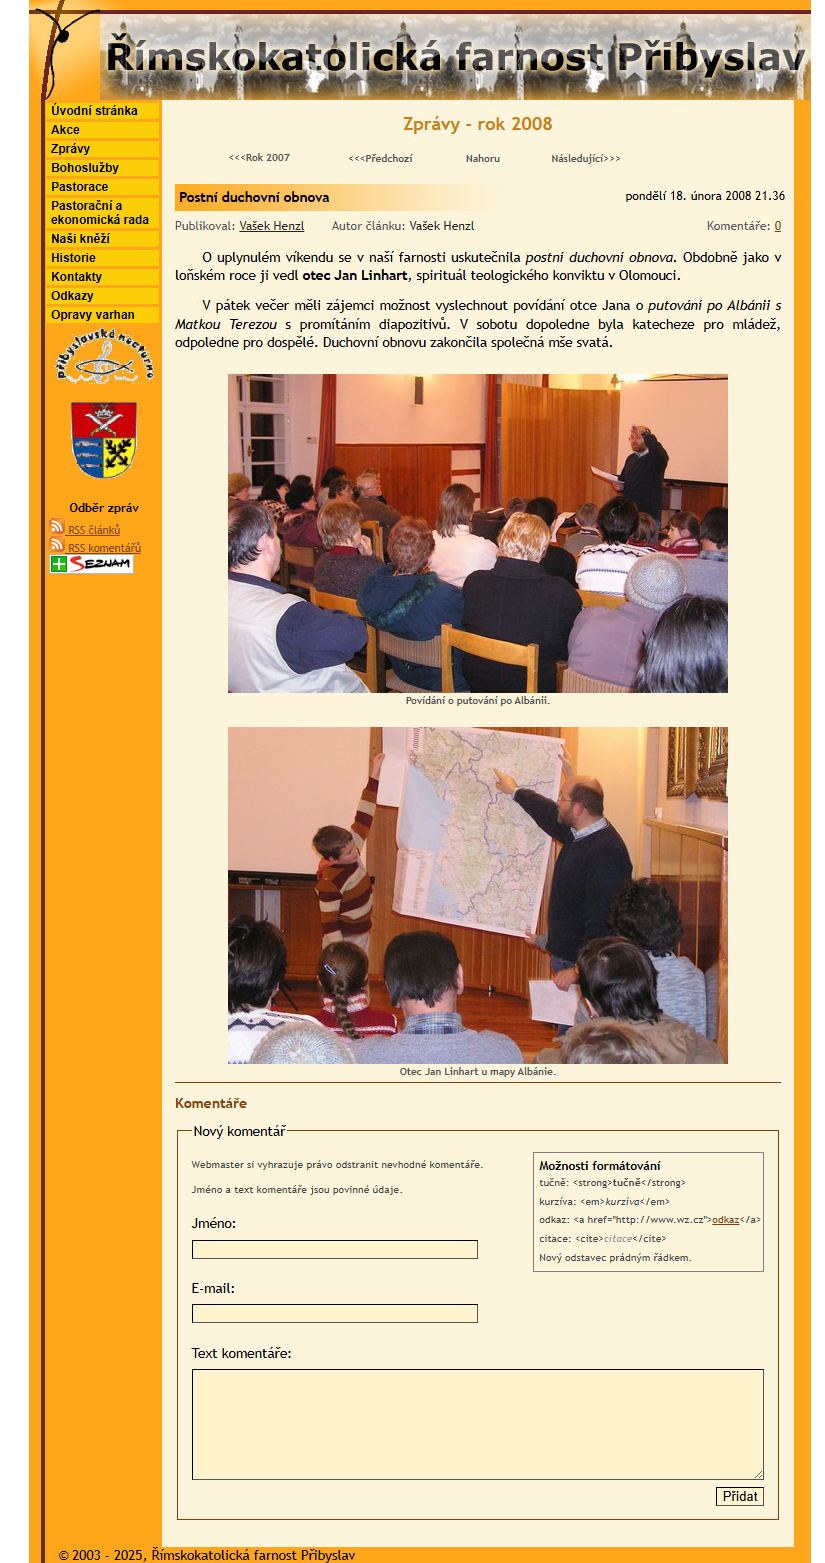 Římskokatolická farnost Přibyslav
Úvodní stránka
Akce
Zprávy
Bohoslužby
Pastorace
Pastorační a
ekonomická rada
Naši kněží
Historie
Kontakty
Odkazy
Opravy varhan
přibyslavské nocturno
Odběr zpráv
RSS článků
RSS komentářů
SEZNAM
Zprávy - rok 2008
<<<Rok 2007 <<<Předchozí Nahoru Následující>>>
Postní duchovní obnova pondělí 18. února 2008 21.36
Publikoval: Vašek Henzl Autor článku: Vašek Henzl Komentáře: 0
O uplynulém víkendu se v naší farnosti uskutečnila postní duchovní obnova. Obdobně jako v
loňském roce ji vedl otec Jan Linhart, spirituál teologického konviktu v Olomouci.
V pátek večer měli zájemci možnost vyslechnout povídání otce Jana o putování po Albánii s
Matkou Terezou s promítáním diapozitivů. V sobotu dopoledne byla katecheze pro mládež,
odpoledne pro dospělé. Duchovní obnovu zakončila společná mše svatá.
Povídání o putování po Albánii.
Otec Jan Linhart u mapy Albánie.
Komentáře
Nový komentář
Webmaster si vyhrazuje právo odstranit nevhodné komentáře.
Jméno a text komentáře jsou povinné údaje.
Možnosti formátování
tučně: <strong>tučně</strong>
kurzíva: <em>kurzíva</em>
odkaz: <a href="http://www.wz.cz">odkaz</a>
citace: <cite>citace</cite>
Nový odstavec prádným řádkem.
Jméno:
E-mail:
Text komentáře:
Přidat
© 2003 - 2025, Římskokatolická farnost Přibyslav